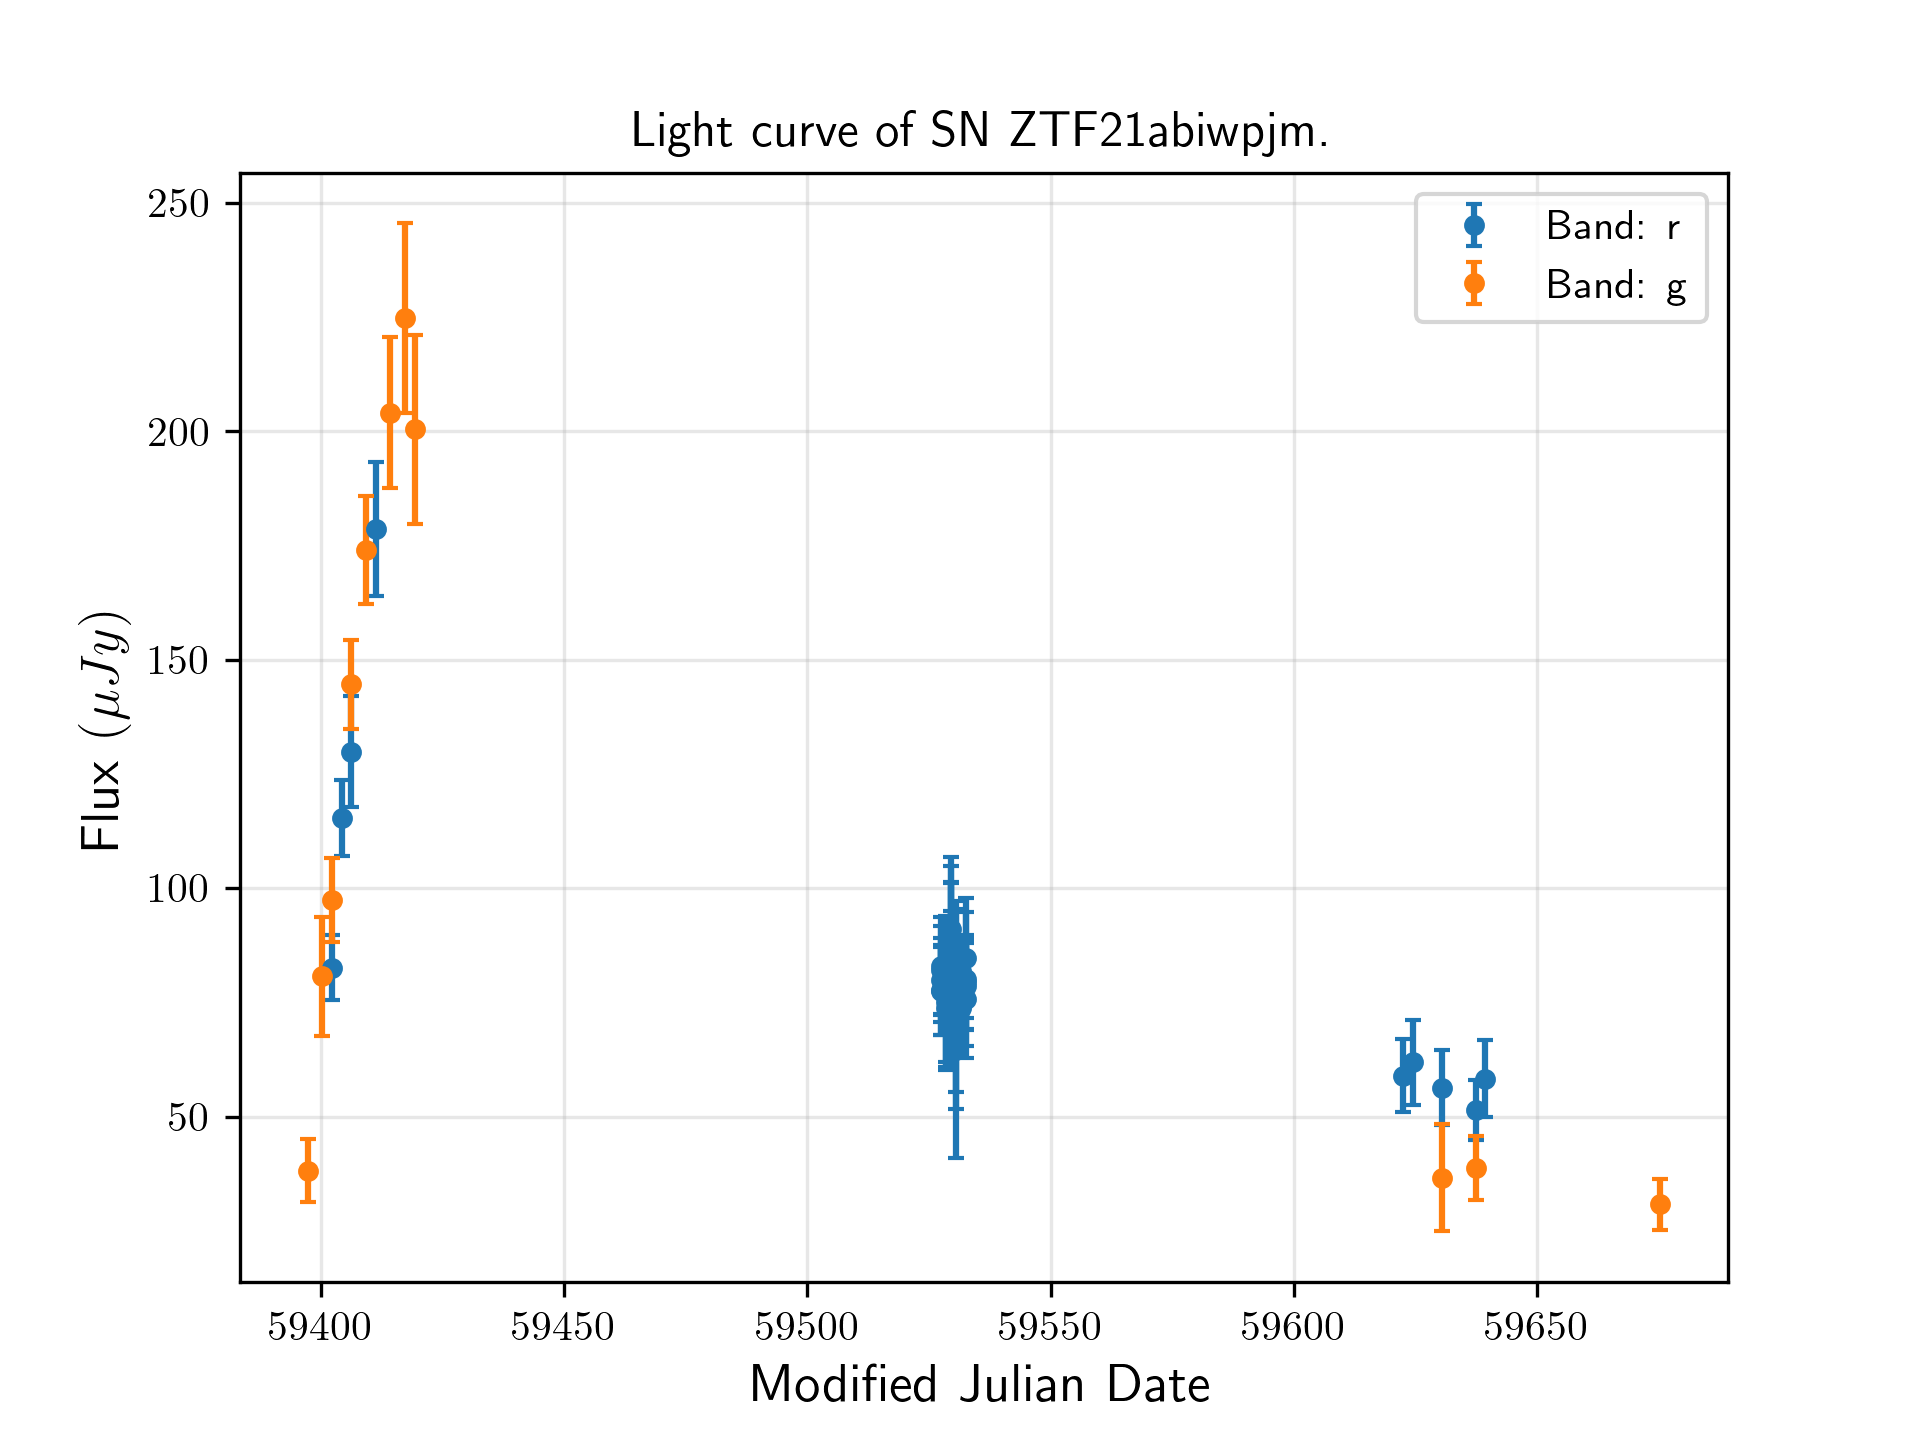 Light curve of SN ZTF21abiwpjm.
250
200
150
100
50
Flux (μJy)
Band: r
Band: g
59400 59450 59500 59550 59600 59650
Modified Julian Date